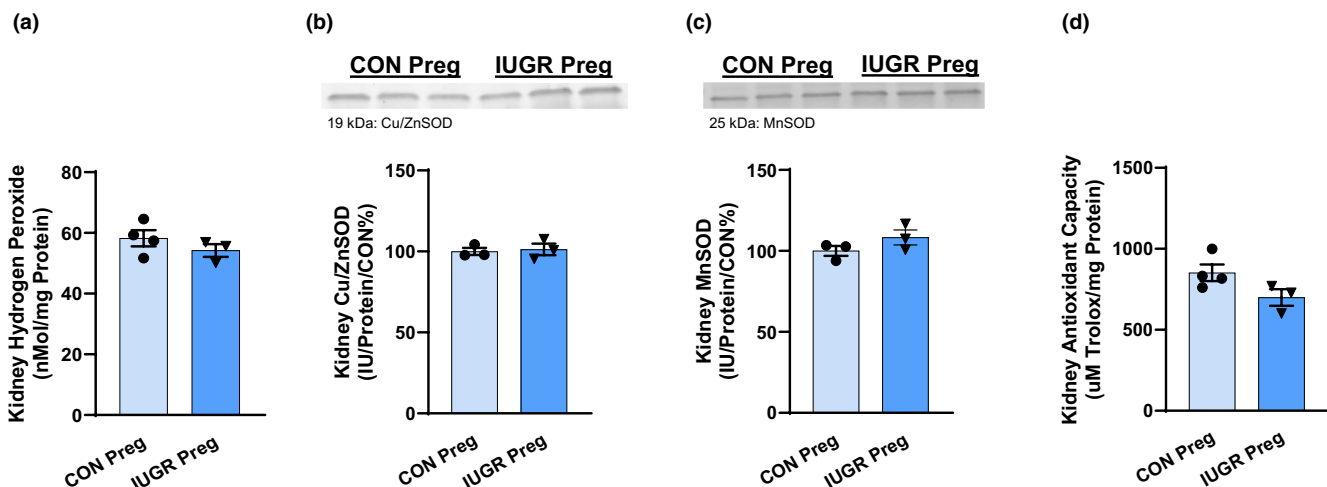 (a)
Kidney Hydrogen Peroxide
(nMol/mg Protein)
80
60
40
20
0
CON Preg
IUGR Preg
(b)
CON Preg
IUGR Preg
19 kDa: Cu/ZnSOD
Kidney Cu/ZnSOD
(IU/Protein/CON%)
150
100
50
0
CON Preg
IUGR Preg
(c)
CON Preg
IUGR Preg
25 kDa: MnSOD
Kidney MnSOD
(IU/Protein/CON%)
150
100
50
0
CON Preg
IUGR Preg
(d)
Kidney Antioxidant Capacity
(uM Trolox/mg Protein)
1500
1000
500
0
CON Preg
IUGR Preg